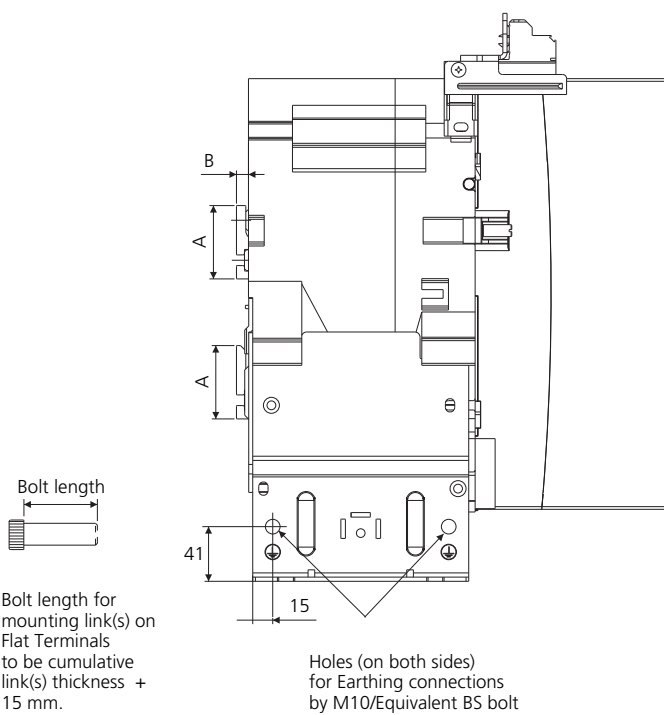 B
A
A
Bolt length
41
15
Bolt length for
mounting link(s) on
Flat Terminals
to be cumulative
link(s) thickness +
15 mm.
Holes (on both sides)
for Earthing connections
by M10/Equivalent BS bolt